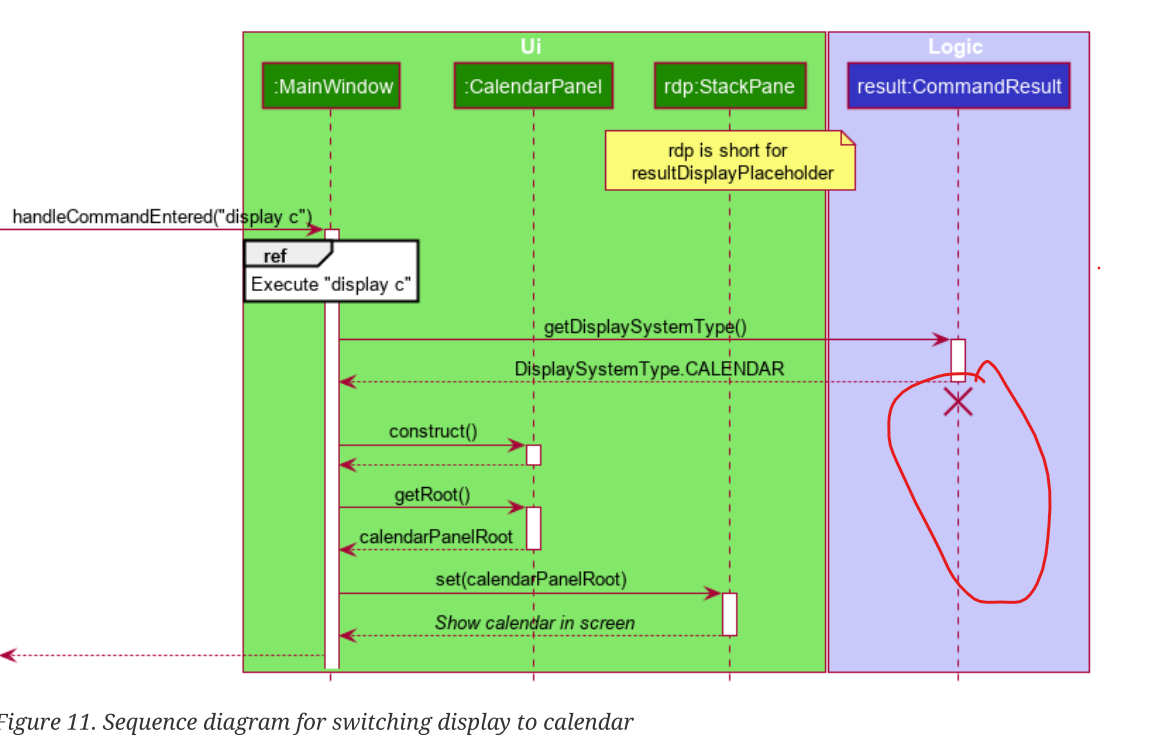 Ui
Logic
:MainWindow
:CalendarPanel
rdp:StackPane
result:CommandResult
rdp is short for
resultDisplayPlaceholder
handleCommandEntered("display c")
ref
Execute "display c"
getDisplaySystemType()
DisplaySystemType.CALENDAR
construct()
getRoot()
calendarPanelRoot
set(calendarPanelRoot)
Show calendar in screen
Figure 11. Sequence diagram for switching display to calendar